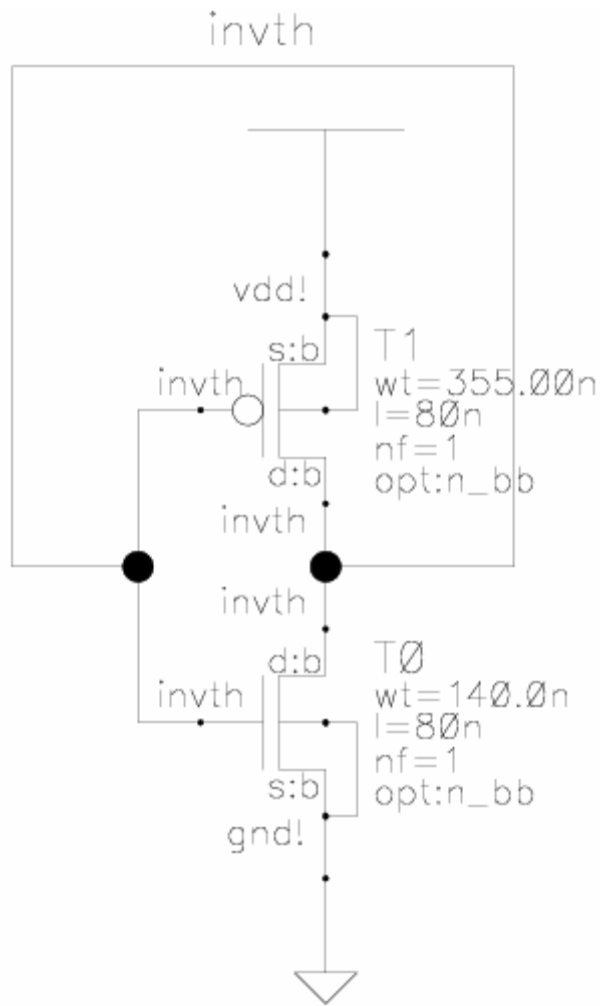 invth
vdd!
s:b
T1
invth
wt=355.00n
l=80n
nf=1
d:b
opt:n_bb
invth
invth
d:b
T0
invth
wt=140.0n
l=80n
nf=1
s:b
opt:n_bb
gnd!